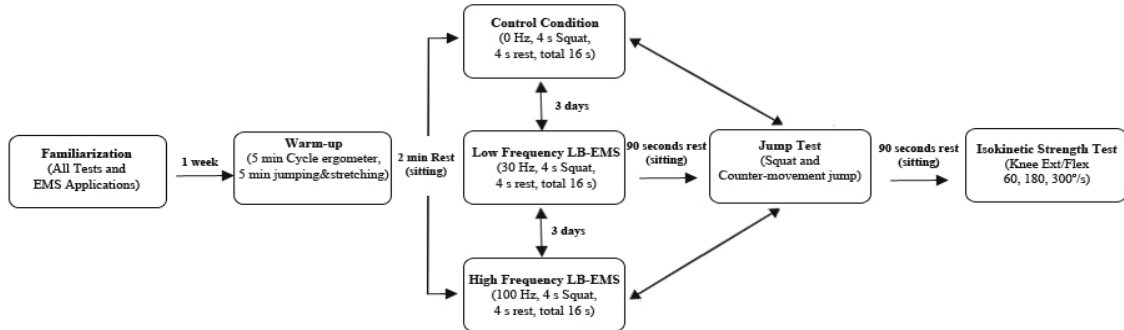 Familiarization
(All Tests and
EMS Applications)
1 week
Warm-up
(5 min Cycle ergometer,
5 min jumping&stretching)
2 min Rest
(sitting)
Control Condition
(0 Hz, 4 s Squat,
4 s rest, total 16 s)
3 days
Low Frequency LB-EMS
(30 Hz, 4 s Squat,
4 s rest, total 16 s)
3 days
High Frequency LB-EMS
(100 Hz, 4 s Squat,
4 s rest, total 16 s)
90 seconds rest
(sitting)
Jump Test
(Squat and
Counter-movement jump)
90 seconds rest
(sitting)
Isokinetic Strength Test
(Knee Ext/Flex
60, 180, 300°/s)